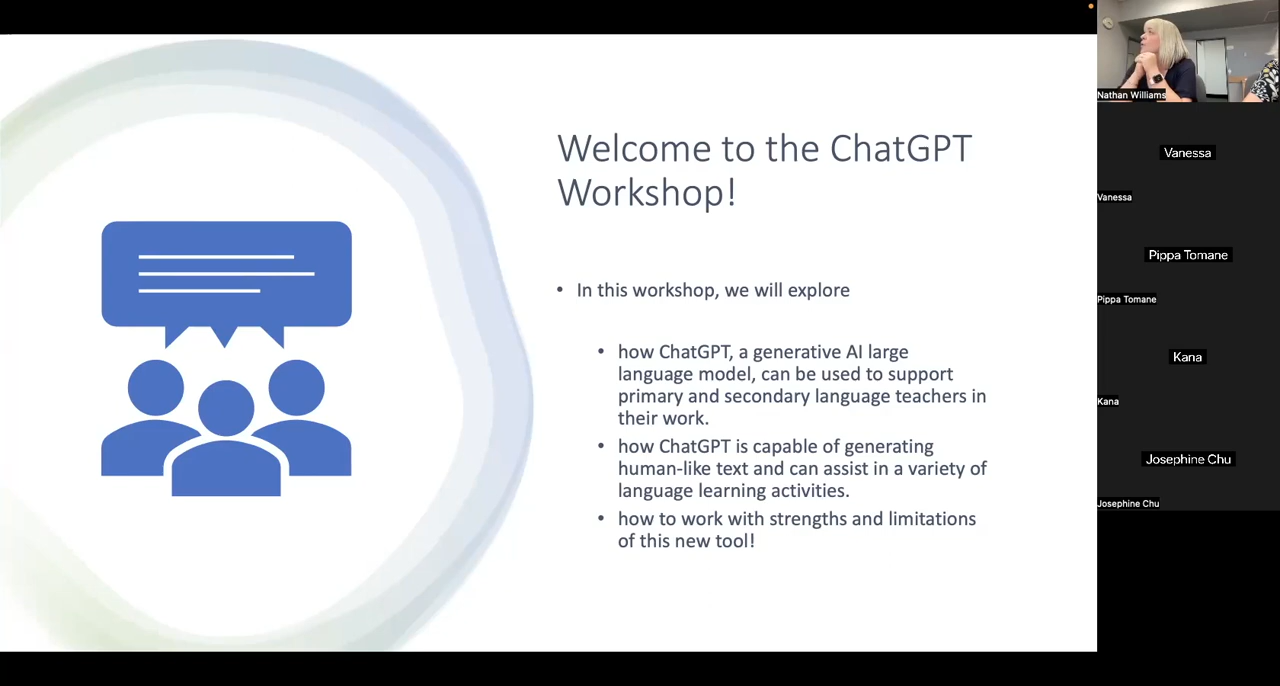 Welcome to the ChatGPT
Workshop!
• In this workshop, we will explore
• how ChatGPT, a generative AI large
language model, can be used to support
primary and secondary language teachers in
their work.
• how ChatGPT is capable of generating
human-like text and can assist in a variety of
language learning activities.
• how to work with strengths and limitations
of this new tool!
Nathan Williams
Vanessa
Vanessa
Pippa Tomane
Pippa Tomane
Kana
Kana
Josephine Chu
Josephine Chu